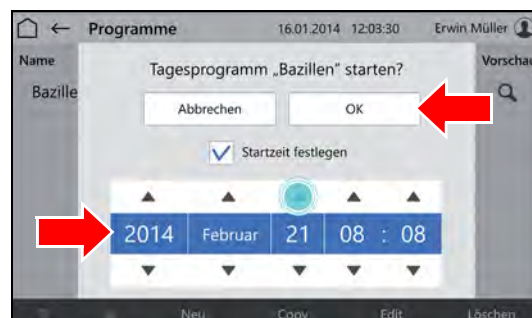 Programme 16.01.2014 12:03:30 Erwin Müller
Name Vorschau
Tagesprogramm „Bazillen“ starten?
Bazille
Abbrechen OK
Startzeit festlegen
2014 Februar 21 08 : 08
Neu Copy Edit Löschen